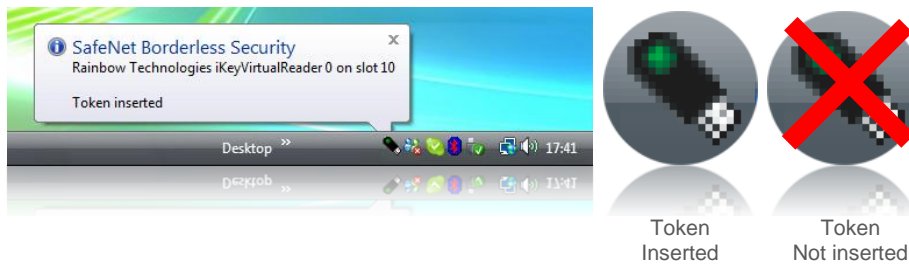 SafeNet Borderless Security
Rainbow Technologies iKeyVirtualReader 0 on slot 10
Token inserted
Desktop »
17:41
Token
Inserted
Token
Not inserted